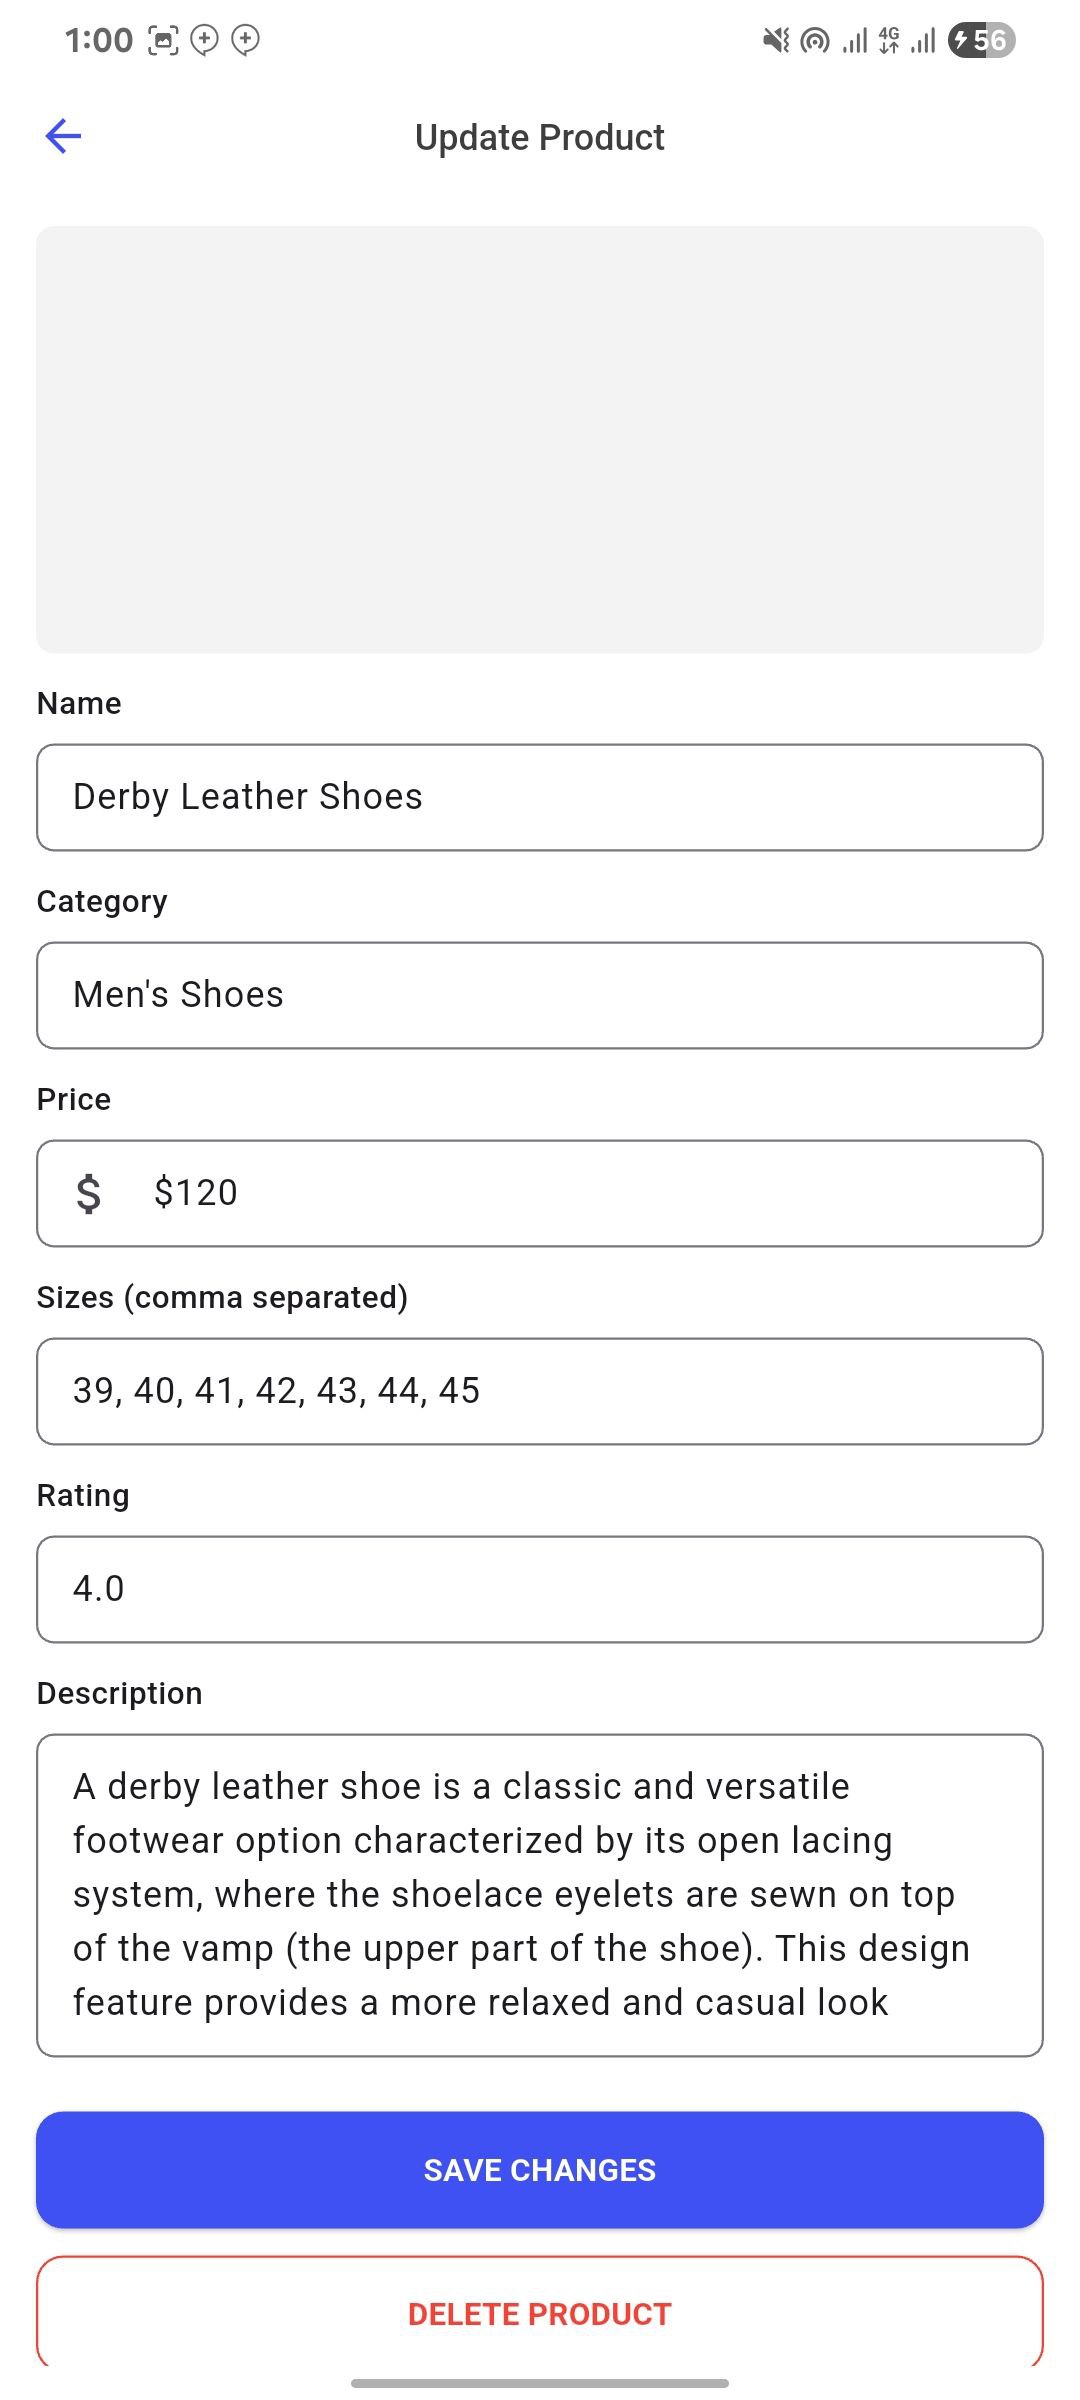 1:00
4G
56
Update Product
Name
Derby Leather Shoes
Category
Men's Shoes
Price
$ $120
Sizes (comma separated)
39, 40, 41, 42, 43, 44, 45
Rating
4.0
Description
A derby leather shoe is a classic and versatile
footwear option characterized by its open lacing
system, where the shoelace eyelets are sewn on top
of the vamp (the upper part of the shoe). This design
feature provides a more relaxed and casual look
SAVE CHANGES
DELETE PRODUCT